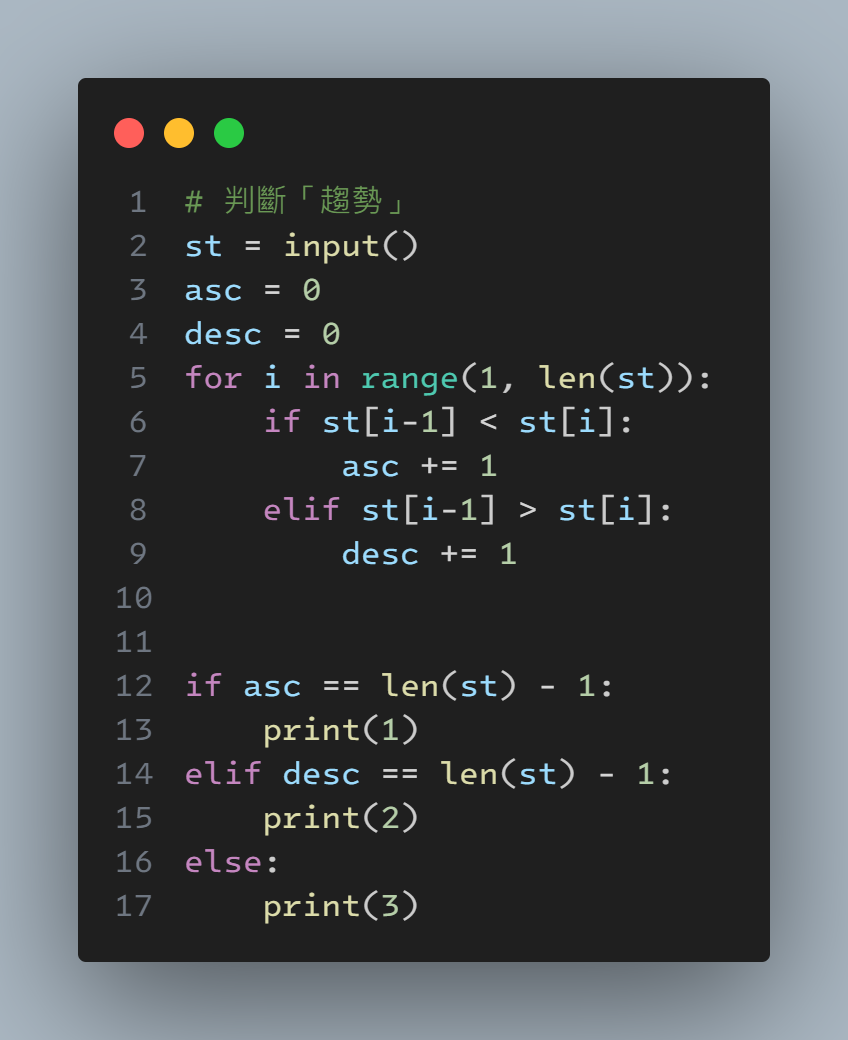 1 # 判斷「趨勢」
2 st = input()
3 asc = 0
4 desc = 0
5 for i in range(1, len(st)):
6     if st[i-1] < st[i]:
7         asc += 1
8     elif st[i-1] > st[i]:
9         desc += 1
10
11
12 if asc == len(st) - 1:
13     print(1)
14 elif desc == len(st) - 1:
15     print(2)
16 else:
17     print(3)